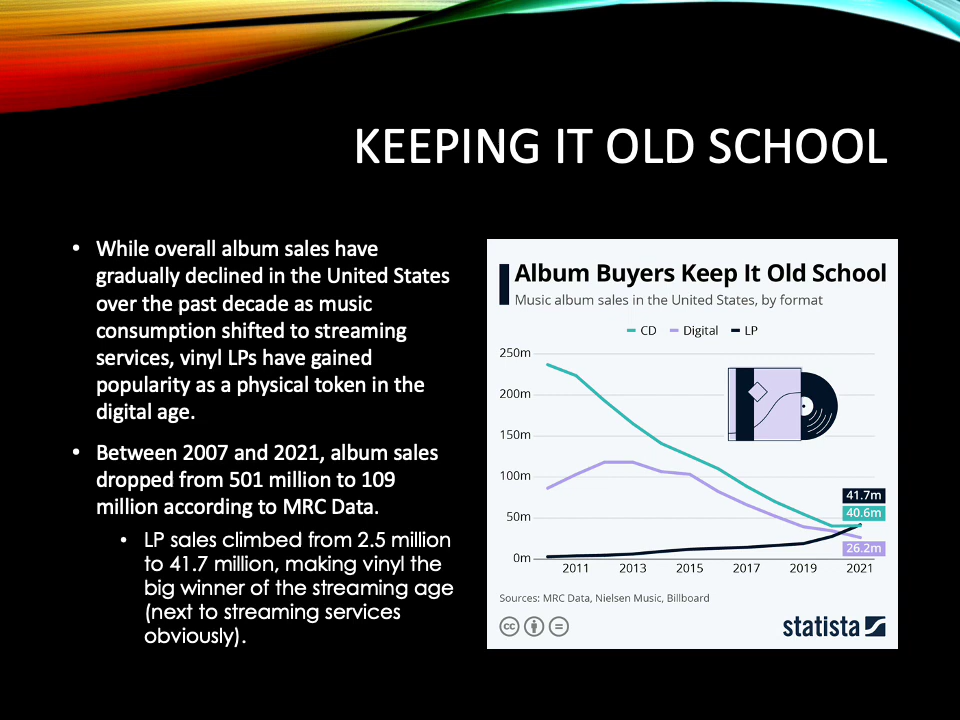 KEEPING IT OLD SCHOOL
• While overall album sales have
gradually declined in the United States
over the past decade as music
consumption shifted to streaming
services, vinyl LPs have gained
popularity as a physical token in the
digital age.
• Between 2007 and 2021, album sales
dropped from 501 million to 109
million according to MRC Data.
• LP sales climbed from 2.5 million
to 41.7 million, making vinyl the
big winner of the streaming age
(next to streaming services
obviously).
Album Buyers Keep It Old School
Music album sales in the United States, by format
CD Digital LP
250m
200m
150m
100m
50m
0m
41.7m
40.6m
26.2m
2011 2013 2015 2017 2019 2021
Sources: MRC Data, Nielsen Music, Billboard
cc
statista